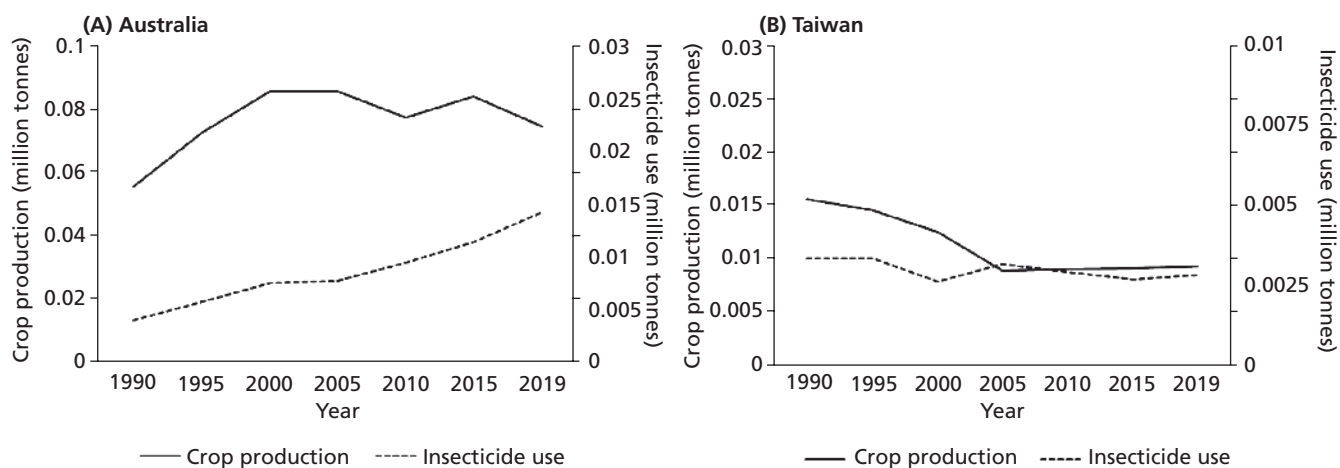 (A) Australia
Crop production (million tonnes)
0.1
0.08
0.06
0.04
0.02
0
Insecticide use (million tonnes)
0.03
0.025
0.02
0.015
0.01
0.005
0
1990 1995 2000 2005 2010 2015 2019
Year
Crop production Insecticide use
(B) Taiwan
Crop production (million tonnes)
0.03
0.025
0.02
0.015
0.01
0.005
0
Insecticide use (million tonnes)
0.01
0.0075
0.005
0.0025
0
1990 1995 2000 2005 2010 2015 2019
Year
Crop production Insecticide use